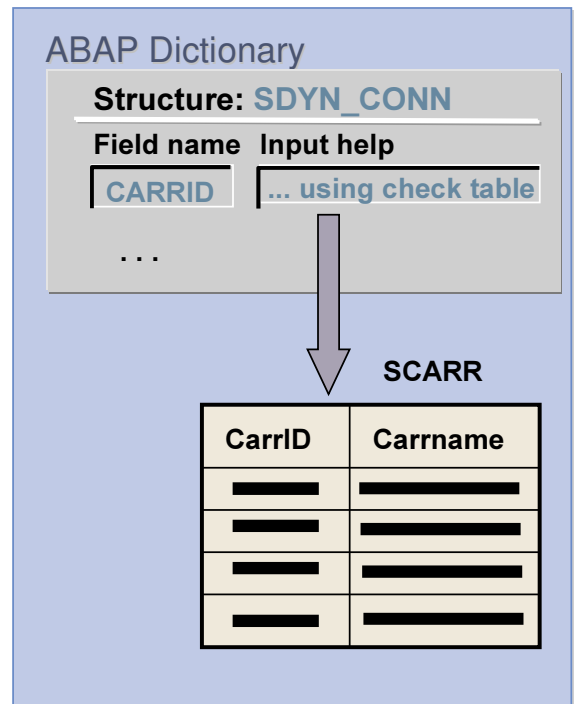 ABAP Dictionary
Structure: SDYN_CONN
Field name Input help
CARRID ... using check table
...
SCARR
CarrID Carrname